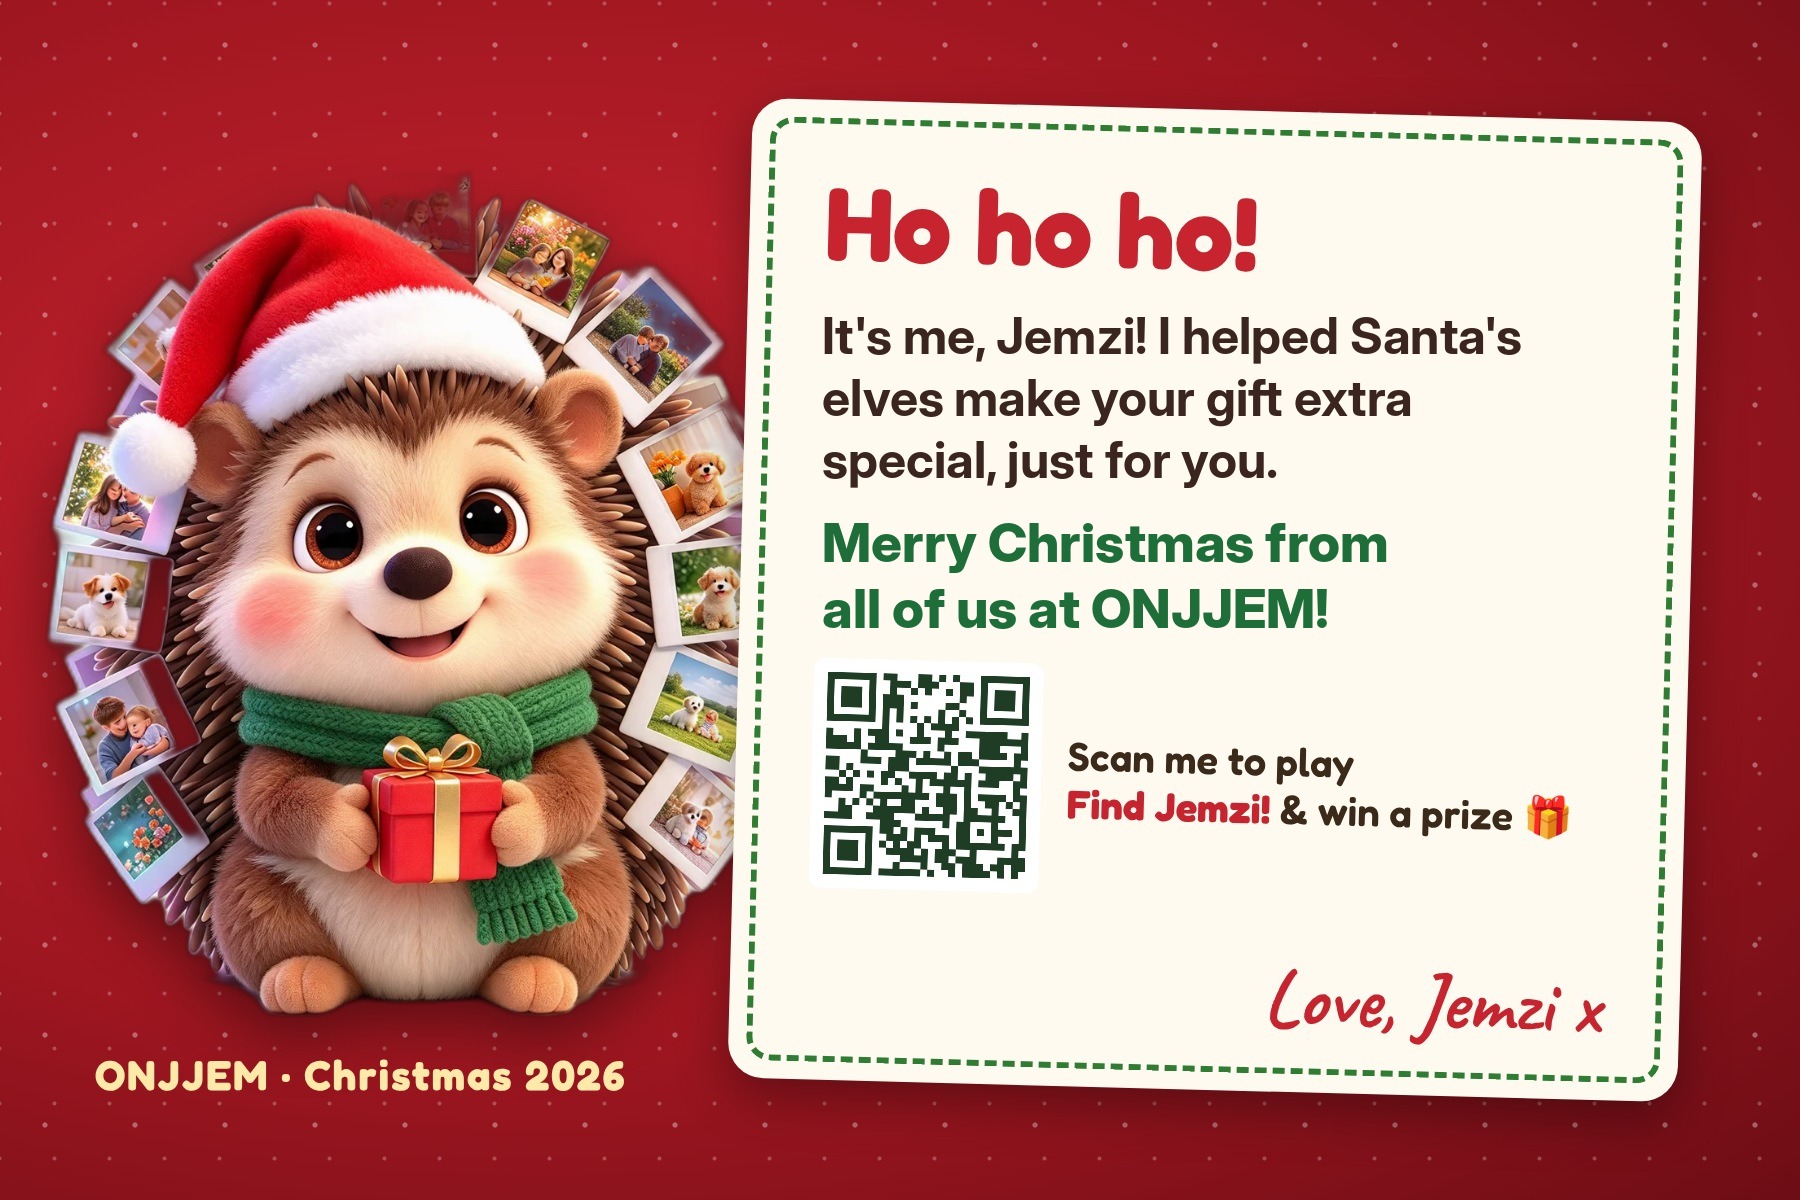 Ho ho ho!
It's me, Jemzi! I helped Santa's
elves make your gift extra
special, just for you.
Merry Christmas from
all of us at ONJJEM!
Scan me to play
Find Jemzi! & win a prize 🎁
Love, Jemzi x
ONJJEM · Christmas 2026